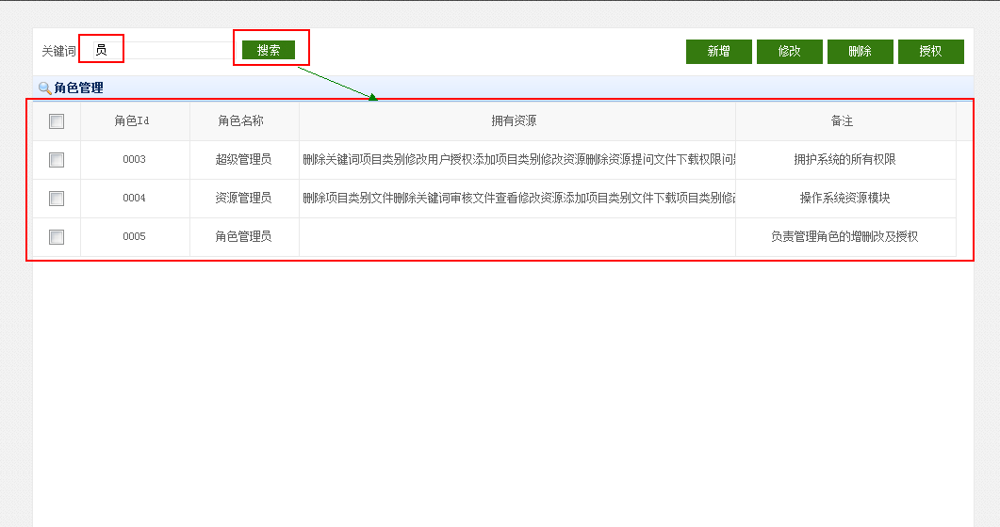 关键词 员 搜索 新增 修改 删除 授权
角色管理
角色Id 角色名称 拥有资源 备注
0003 超级管理员 删除关键词项目类别修改用户授权添加项目类别修改资源删除资源提问文件下载权限问 拥护系统的所有权限
0004 资源管理员 删除项目类别文件删除关键词审核文件查看修改资源添加项目类别文件下载项目类别修 操作系统资源模块
0005 角色管理员 负责管理角色的增删改及授权